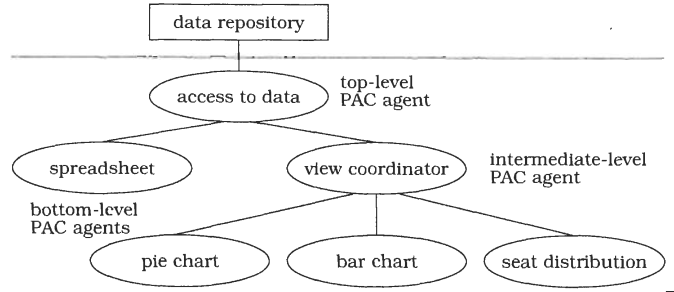 data repository
top-level
access to data
PAC agent
spreadsheet
view coordinator
intermediate-level
PAC agent
bottom-level
PAC agents
pie chart
bar chart
seat distribution